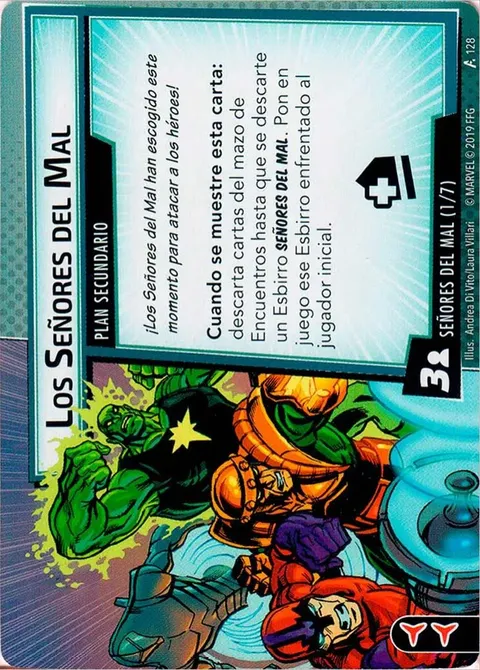 Los Señores del Mal
PLAN SECUNDARIO
¡Los Señores del Mal han escogido este
momento para atacar a los héroes!
Cuando se muestre esta carta:
descarta cartas del mazo de
Encuentros hasta que se descarte
un Esbirro SEÑORES DEL MAL. Pon en
juego ese Esbirro enfrentado al
jugador inicial.
3
SEÑORES DEL MAL (1/7)
Illus. Andrea Di Vito/Laura Villari © MARVEL © 2019 FFG 128